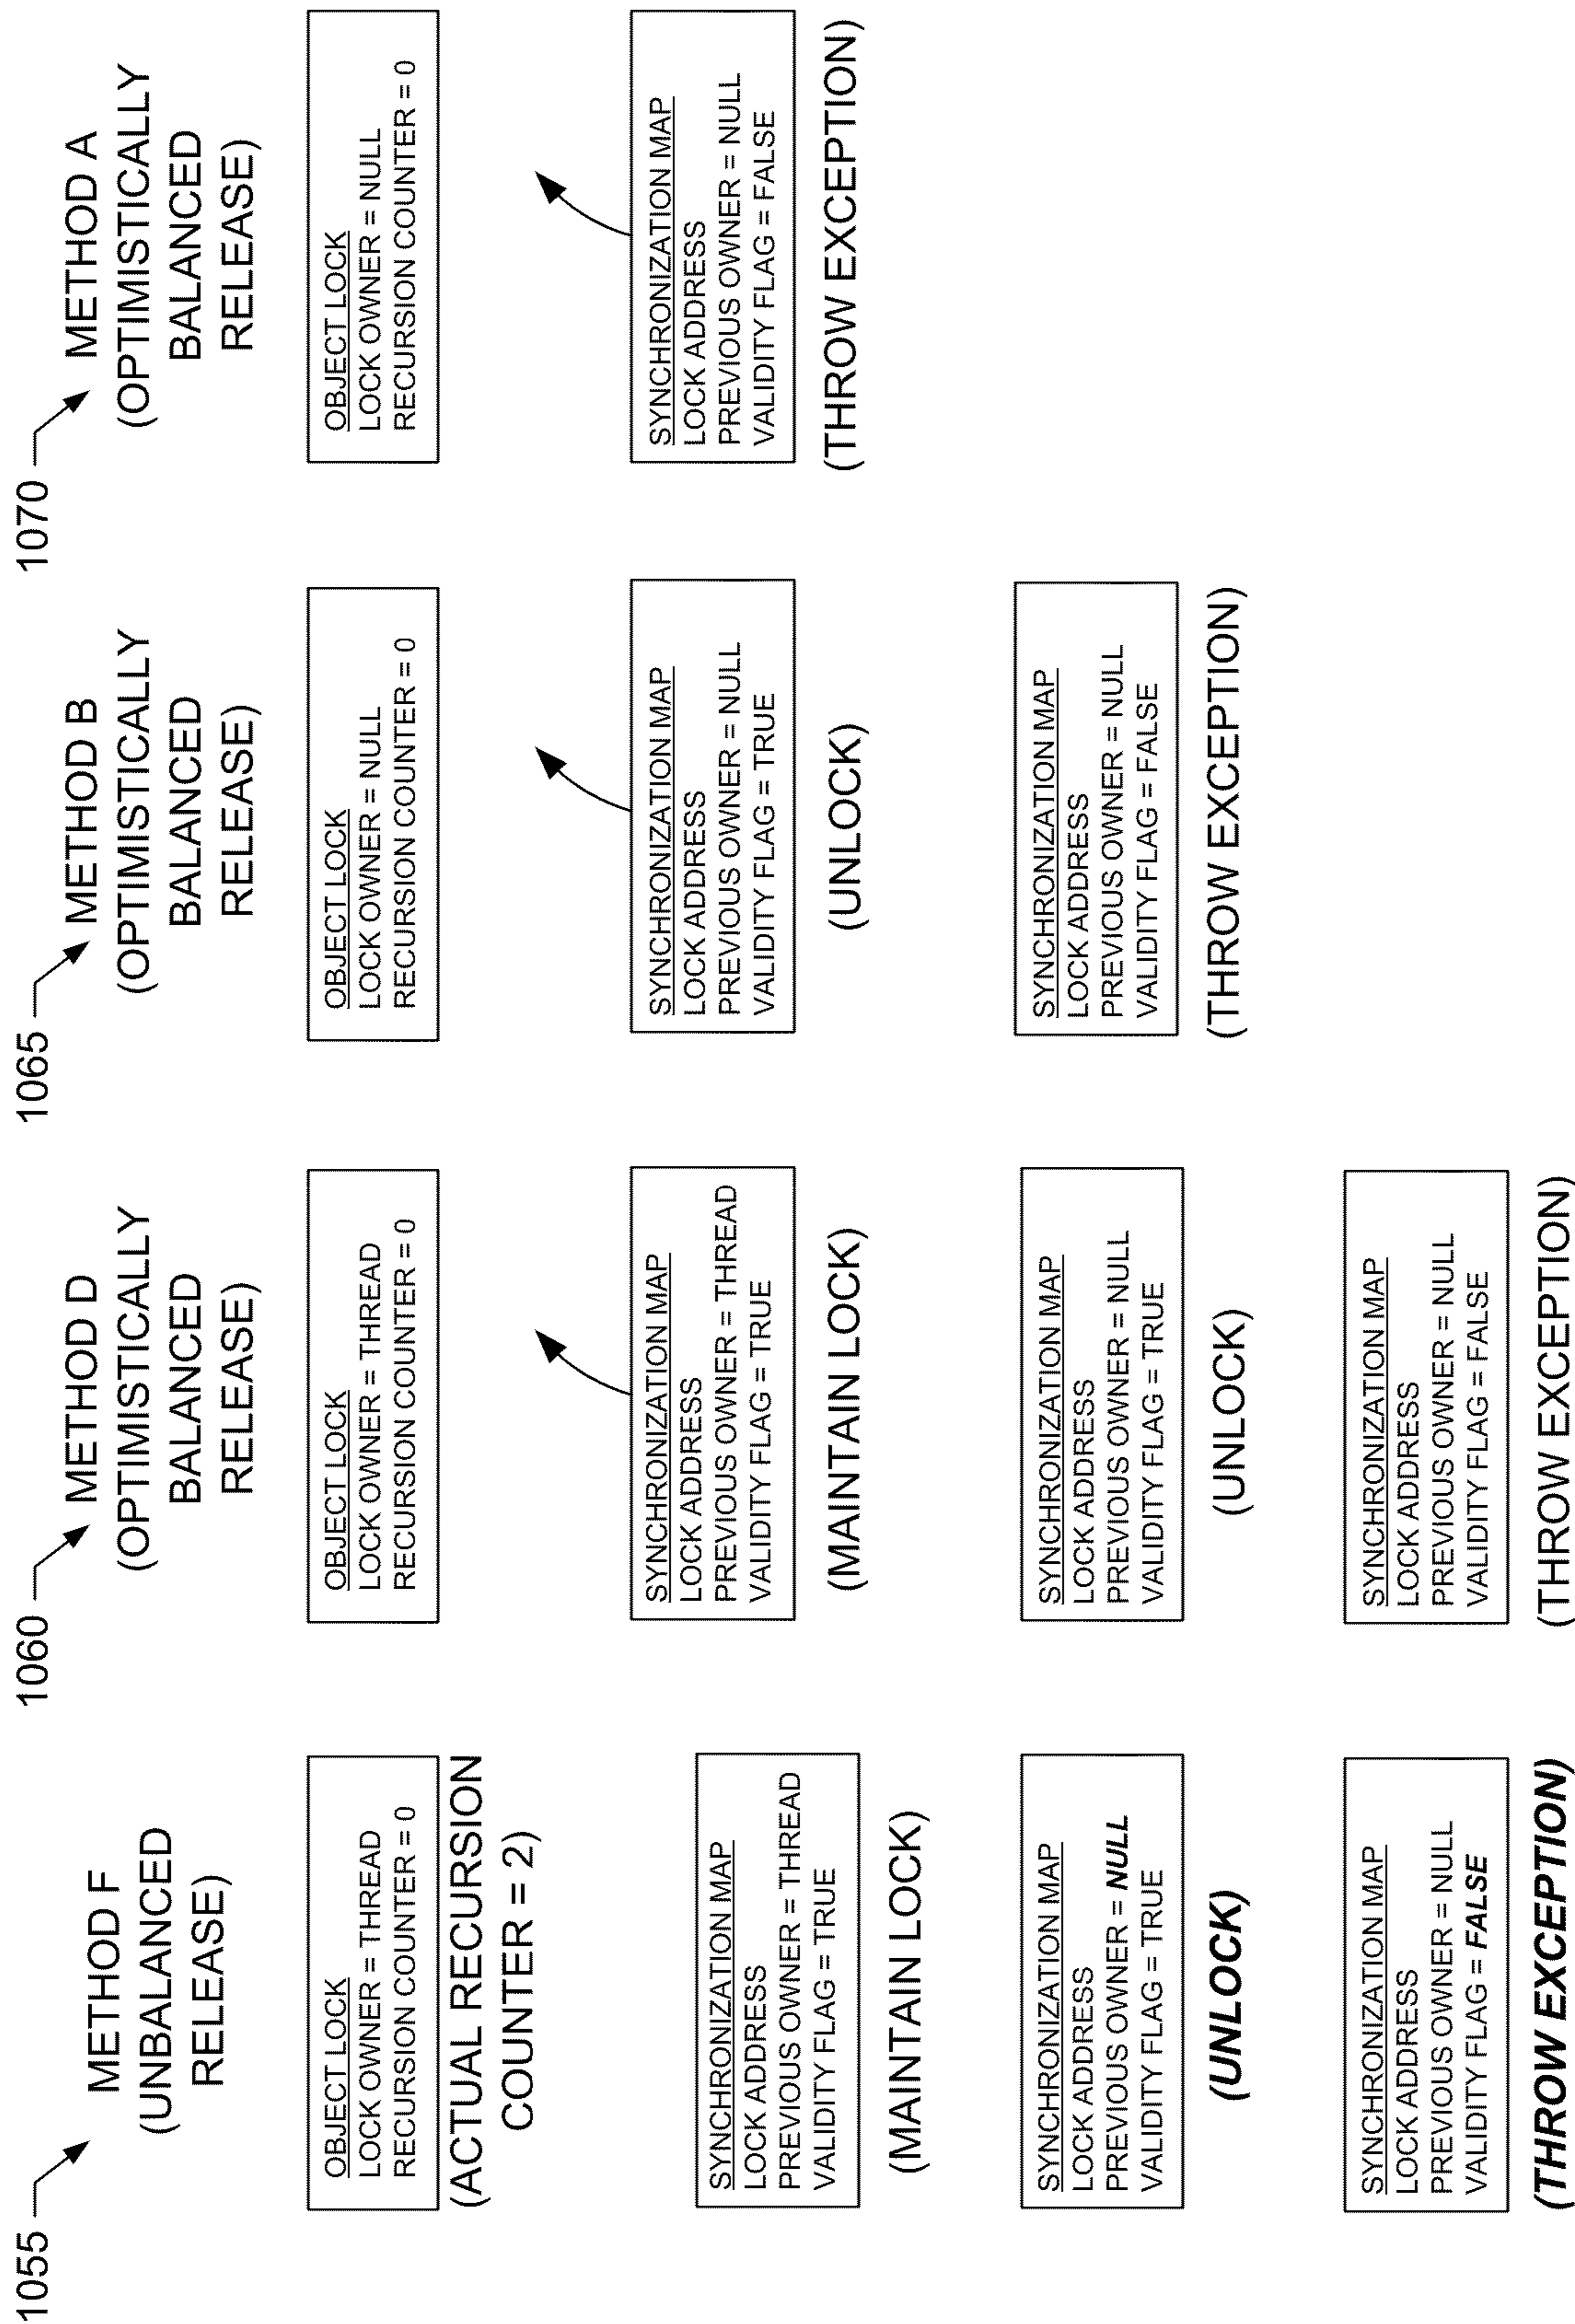 1055
METHOD F
(UNBALANCED
RELEASE)
OBJECT LOCK
LOCK OWNER = THREAD
RECURSION COUNTER = 0
(ACTUAL RECURSION
COUNTER = 2)
SYNCHRONIZATION MAP
LOCK ADDRESS
PREVIOUS OWNER = THREAD
VALIDITY FLAG = TRUE
(MAINTAIN LOCK)
SYNCHRONIZATION MAP
LOCK ADDRESS
PREVIOUS OWNER = NULL
VALIDITY FLAG = TRUE
(UNLOCK)
SYNCHRONIZATION MAP
LOCK ADDRESS
PREVIOUS OWNER = NULL
VALIDITY FLAG = FALSE
(THROW EXCEPTION)
1060
METHOD D
(OPTIMISTICALLY
BALANCED
RELEASE)
OBJECT LOCK
LOCK OWNER = THREAD
RECURSION COUNTER = 0
SYNCHRONIZATION MAP
LOCK ADDRESS
PREVIOUS OWNER = THREAD
VALIDITY FLAG = TRUE
(MAINTAIN LOCK)
SYNCHRONIZATION MAP
LOCK ADDRESS
PREVIOUS OWNER = NULL
VALIDITY FLAG = TRUE
(UNLOCK)
SYNCHRONIZATION MAP
LOCK ADDRESS
PREVIOUS OWNER = NULL
VALIDITY FLAG = FALSE
(THROW EXCEPTION)
1065
METHOD B
(OPTIMISTICALLY
BALANCED
RELEASE)
OBJECT LOCK
LOCK OWNER = NULL
RECURSION COUNTER = 0
SYNCHRONIZATION MAP
LOCK ADDRESS
PREVIOUS OWNER = NULL
VALIDITY FLAG = TRUE
(UNLOCK)
SYNCHRONIZATION MAP
LOCK ADDRESS
PREVIOUS OWNER = NULL
VALIDITY FLAG = FALSE
(THROW EXCEPTION)
1070
METHOD A
(OPTIMISTICALLY
BALANCED
RELEASE)
OBJECT LOCK
LOCK OWNER = NULL
RECURSION COUNTER = 0
SYNCHRONIZATION MAP
LOCK ADDRESS
PREVIOUS OWNER = NULL
VALIDITY FLAG = FALSE
(THROW EXCEPTION)